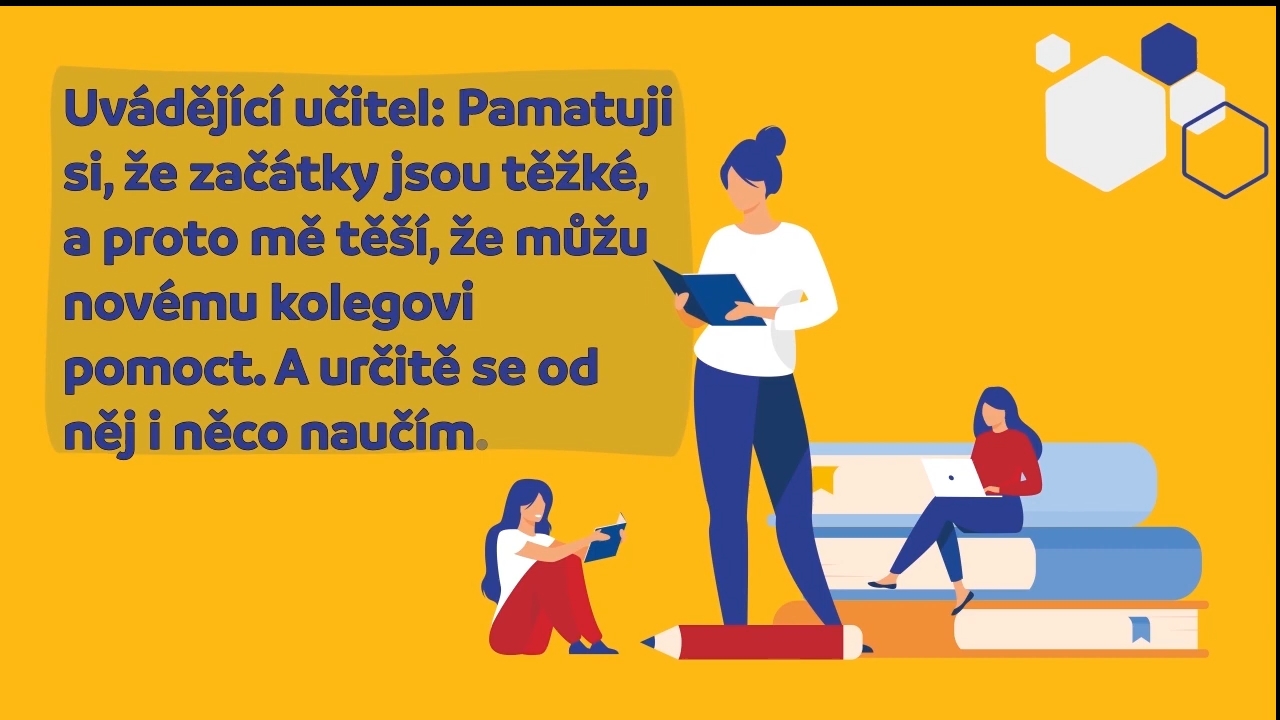 Uvádějící učitel: Pamatuji
si, že začátky jsou těžké,
a proto mě těší, že můžu
novému kolegovi
pomoct. A určitě se od
něj i něco naučím.